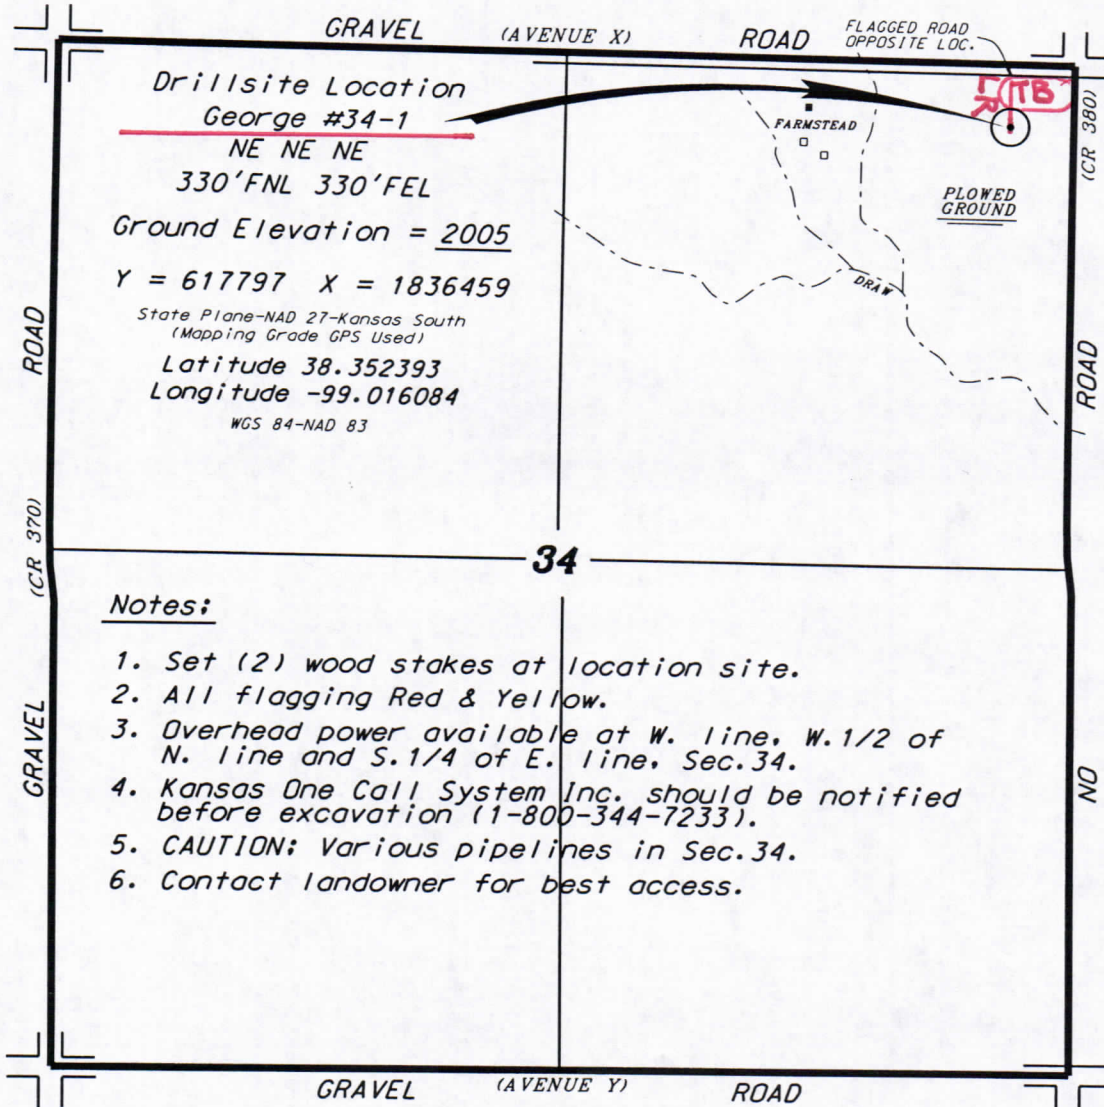 GRAVEL (AVENUE X) ROAD
FLAGGED ROAD
OPPOSITE LOC.
Drillsite Location
George #34-1
NE NE NE
330'FNL 330'FEL
Ground Elevation = 2005
Y = 617797 X = 1836459
State Plane-NAD 27-Kansas South
(Mapping Grade GPS Used)
Latitude 38.352393
Longitude -99.016084
WGS 84-NAD 83
FARMSTEAD
TB
PLOWED
GROUND
DRAW
(CR 380)
ROAD
NO
ROAD
(CR 370)
GRAVEL
34
Notes:
1. Set (2) wood stakes at location site.
2. All flagging Red & Yellow.
3. Overhead power available at W. line, W.1/2 of
N. line and S.1/4 of E. line, Sec.34.
4. Kansas One Call System Inc. should be notified
before excavation (1-800-344-7233).
5. CAUTION: Various pipelines in Sec.34.
6. Contact landowner for best access.
GRAVEL (AVENUE Y) ROAD